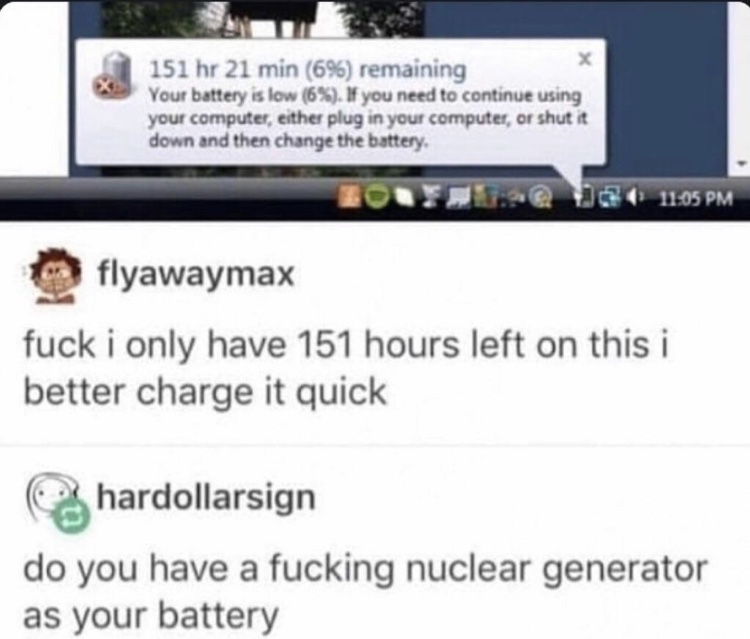 151 hr 21 min (6%) remaining
Your battery is low (6%). If you need to continue using
your computer, either plug in your computer, or shut it
down and then change the battery.
11:05 PM
flyawaymax
fuck i only have 151 hours left on this i
better charge it quick
hardollarsign
do you have a fucking nuclear generator
as your battery